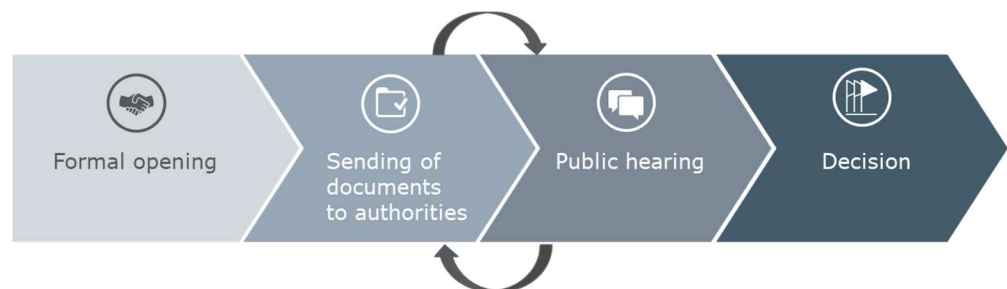 Formal opening
Sending of
documents
to authorities
Public hearing
Decision